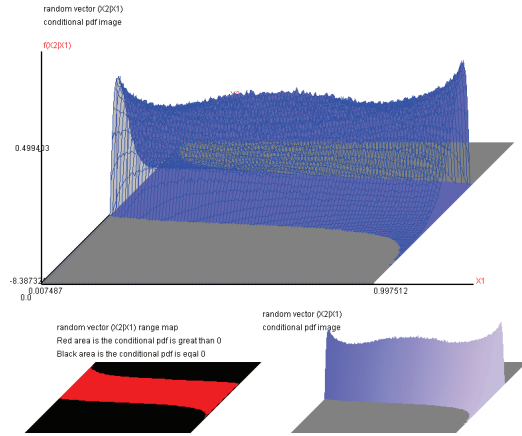 random vector (X2|X1)
conditional pdf image
f(X2|X1)
0.499403
X1
0.007487
0.997512
0.0
random vector (X2|X1)
conditional pdf image
random vector (X2|X1) range map
Red area is the conditional pdf is great than 0
Black area is the conditional pdf is eqal 0